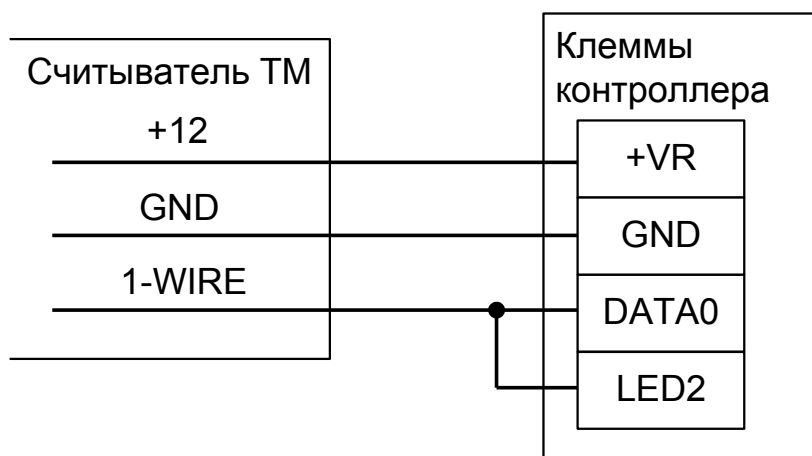 Считыватель ТМ
+12
GND
1-WIRE
Клеммы
контроллера
+VR
GND
DATA0
LED2